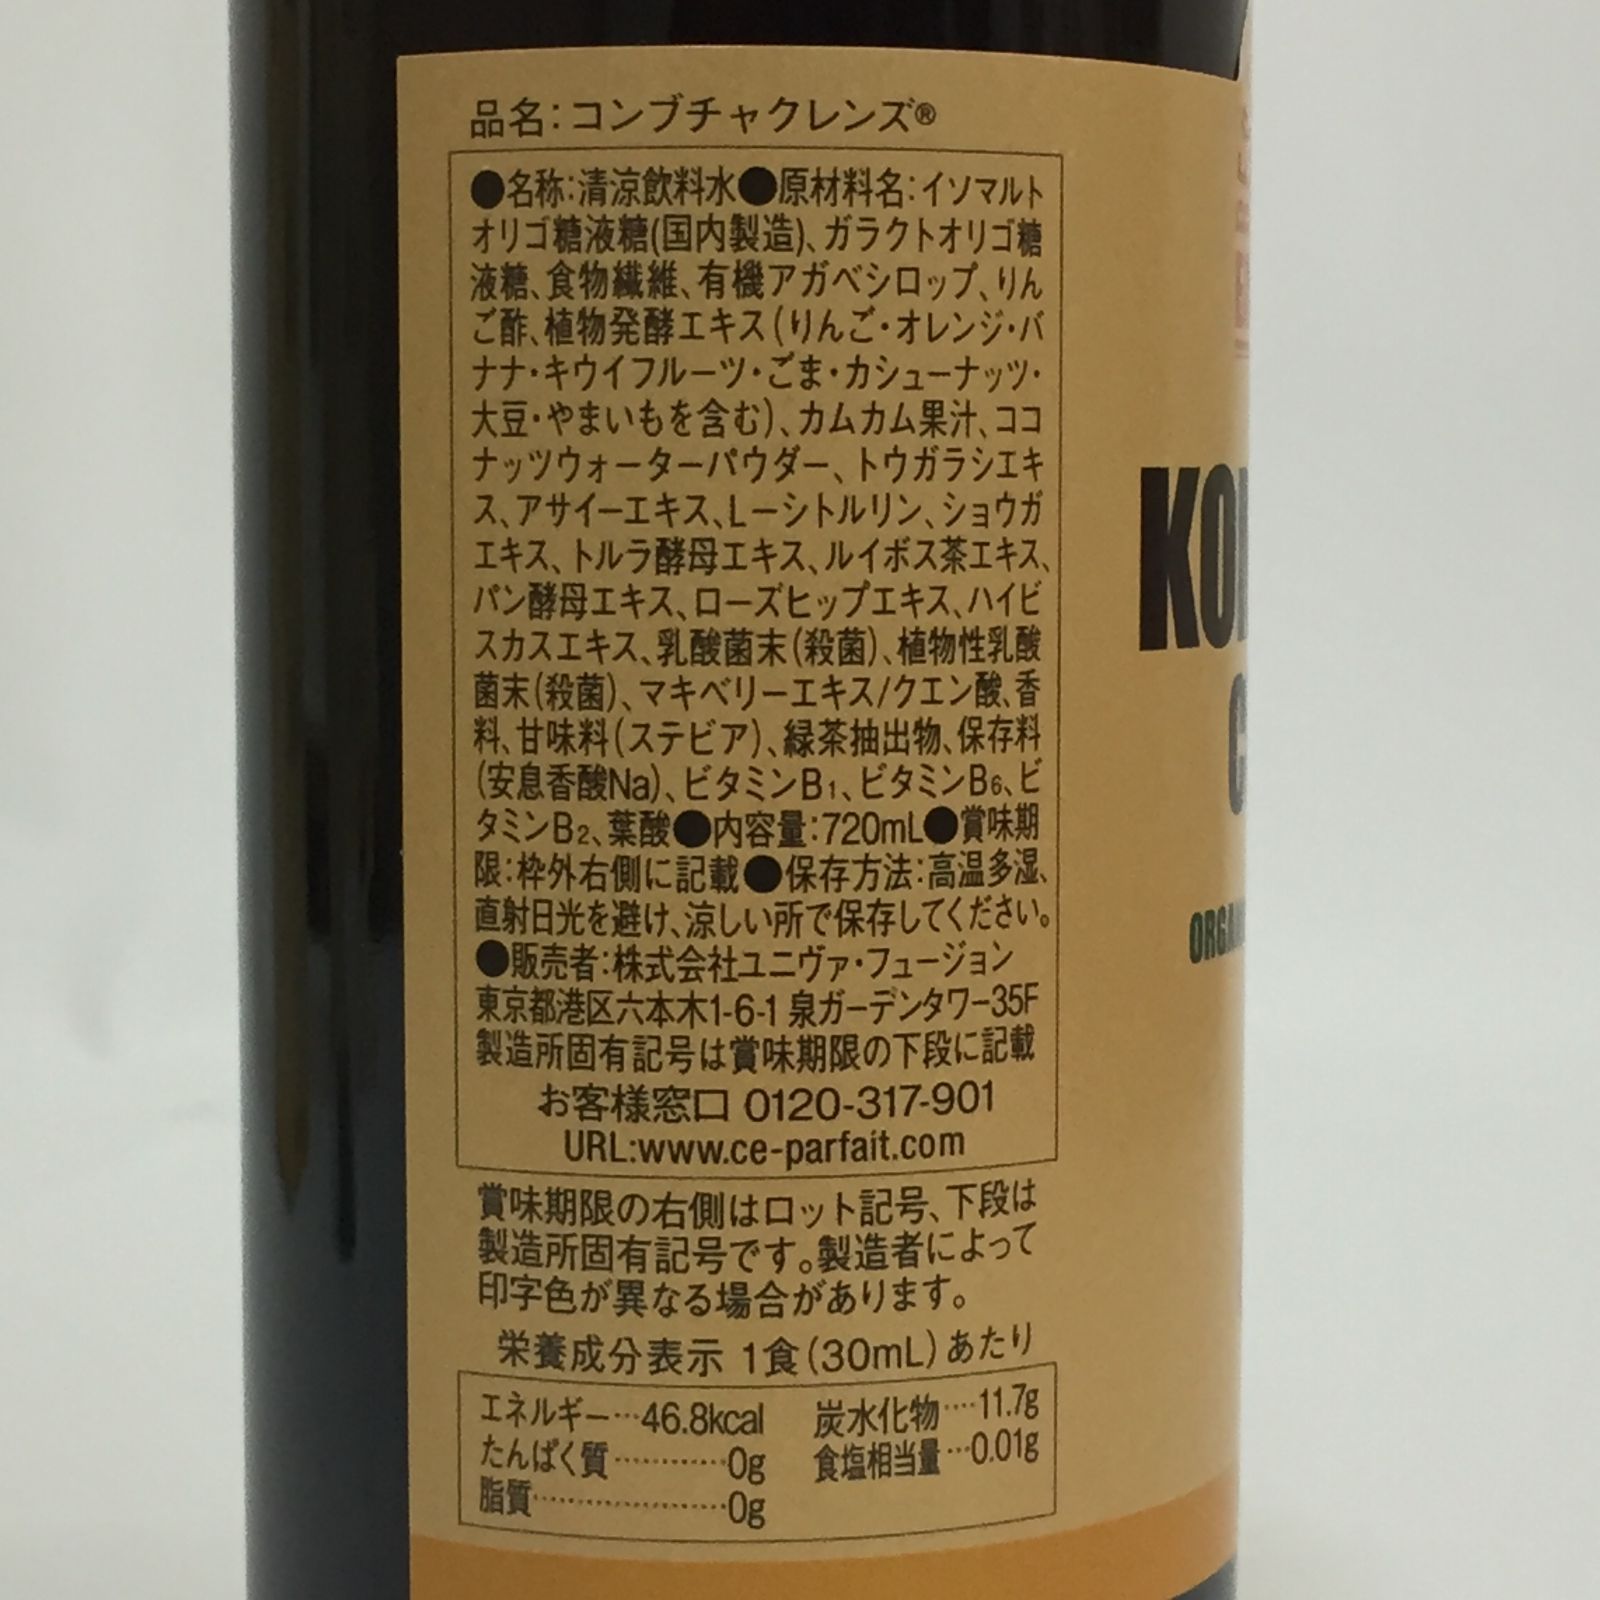 品名:コンブチャクレンズ®
●名称:清涼飲料水●原材料名:イソマルト
オリゴ糖液糖(国内製造)、ガラクトオリゴ糖
液糖、食物繊維、有機アガベシロップ、りん
ご酢、植物発酵エキス(りんご・オレンジ・バ
ナナ・キウイフルーツ・ごま・カシューナッツ・
大豆・やまいもを含む)、カムカム果汁、ココ
ナッツウォーターパウダー、トウガラシエキ
ス、アサイーエキス、L-シトルリン、ショウガ
エキス、トルラ酵母エキス、ルイボス茶エキス、
パン酵母エキス、ローズヒップエキス、ハイビ
スカスエキス、乳酸菌末(殺菌)、植物性乳酸
菌末(殺菌)、マキベリーエキス/クエン酸、香
料、甘味料(ステビア)、緑茶抽出物、保存料
(安息香酸Na)、ビタミンB1、ビタミンB6、ビ
タミンB2、葉酸●内容量:720mL●賞味期
限:枠外右側に記載●保存方法:高温多湿、
直射日光を避け、涼しい所で保存してください。
●販売者:株式会社ユニヴァ・フュージョン
東京都港区六本木1-6-1 泉ガーデンタワー35F
製造所固有記号は賞味期限の下段に記載
お客様窓口 0120-317-901
URL:www.ce-parfait.com
賞味期限の右側はロット記号、下段は
製造所固有記号です。製造者によって
印字色が異なる場合があります。
栄養成分表示 1食(30mL)あたり
エネルギー…46.8kcal 炭水化物…11.7g
たんぱく質…………0g 食塩相当量…0.01g
脂質………………0g